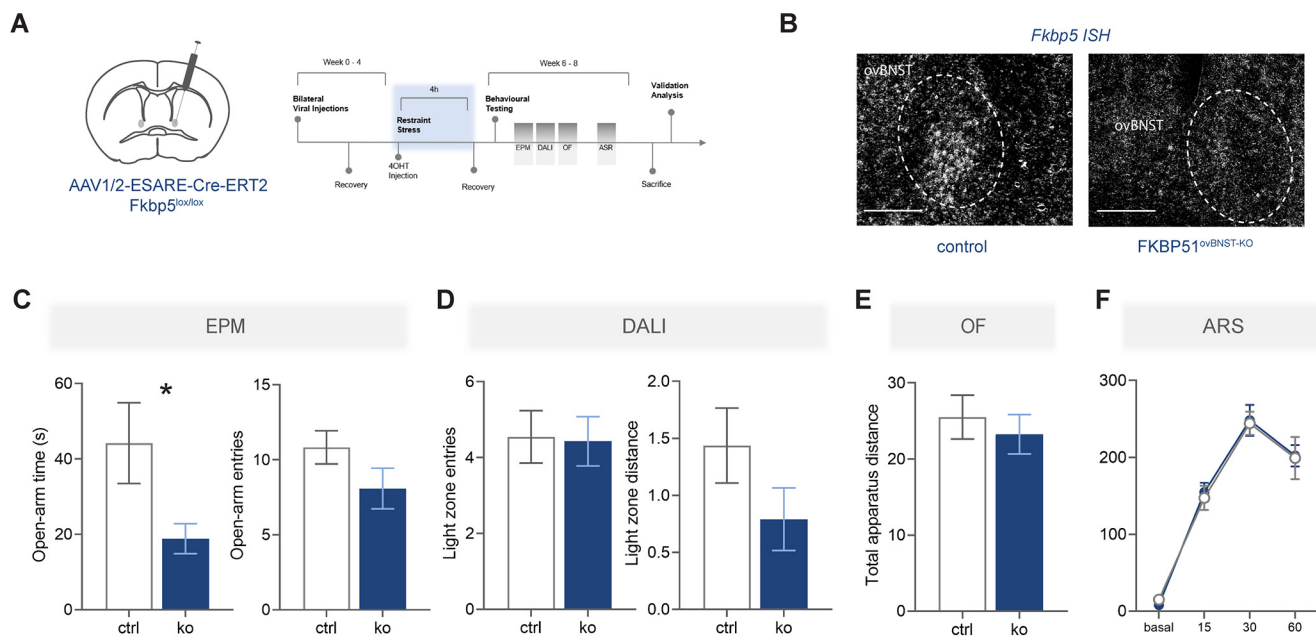 A
Week 0 - 4
Week 6 - 8
4h
Bilateral
Viral Injections
Restraint
Stress
Behavioural
Testing
Validation
Analysis
EPM
DALI
OF
ASR
Recovery
4OHT
Injection
Recovery
Sacrifice
AAV1/2-ESARE-Cre-ERT2
Fkbp5lox/lox
B
Fkbp5 ISH
ovBNST
ovBNST
control
FKBP51ovBNST-KO
C
EPM
Open-arm time (s)
60
40
20
0
ctrl
ko
*
Open-arm entries
15
10
5
0
ctrl
ko
D
DALI
Light zone entries
6
4
2
0
ctrl
ko
Light zone distance
2.0
1.5
1.0
0.5
0.0
ctrl
ko
E
OF
Total apparatus distance
30
20
10
0
ctrl
ko
F
ARS
300
200
100
0
basal
15
30
60